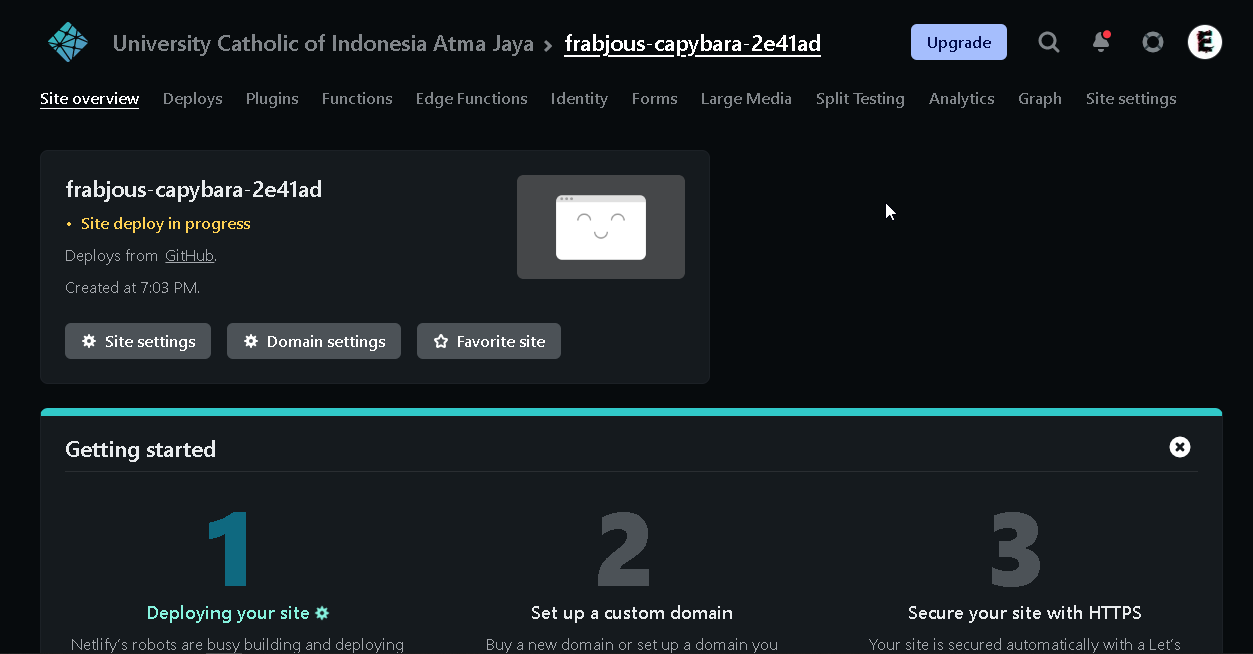 University Catholic of Indonesia Atma Jaya › frabjous-capybara-2e41ad Upgrade
Site overview Deploys Plugins Functions Edge Functions Identity Forms Large Media Split Testing Analytics Graph Site settings
frabjous-capybara-2e41ad
• Site deploy in progress
Deploys from GitHub.
Created at 7:03 PM.
Site settings Domain settings Favorite site
Getting started
1 2 3
Deploying your site Set up a custom domain Secure your site with HTTPS
Netlify's robots are busy building and deploying Buy a new domain or set up a domain you Your site is secured automatically with a Let's